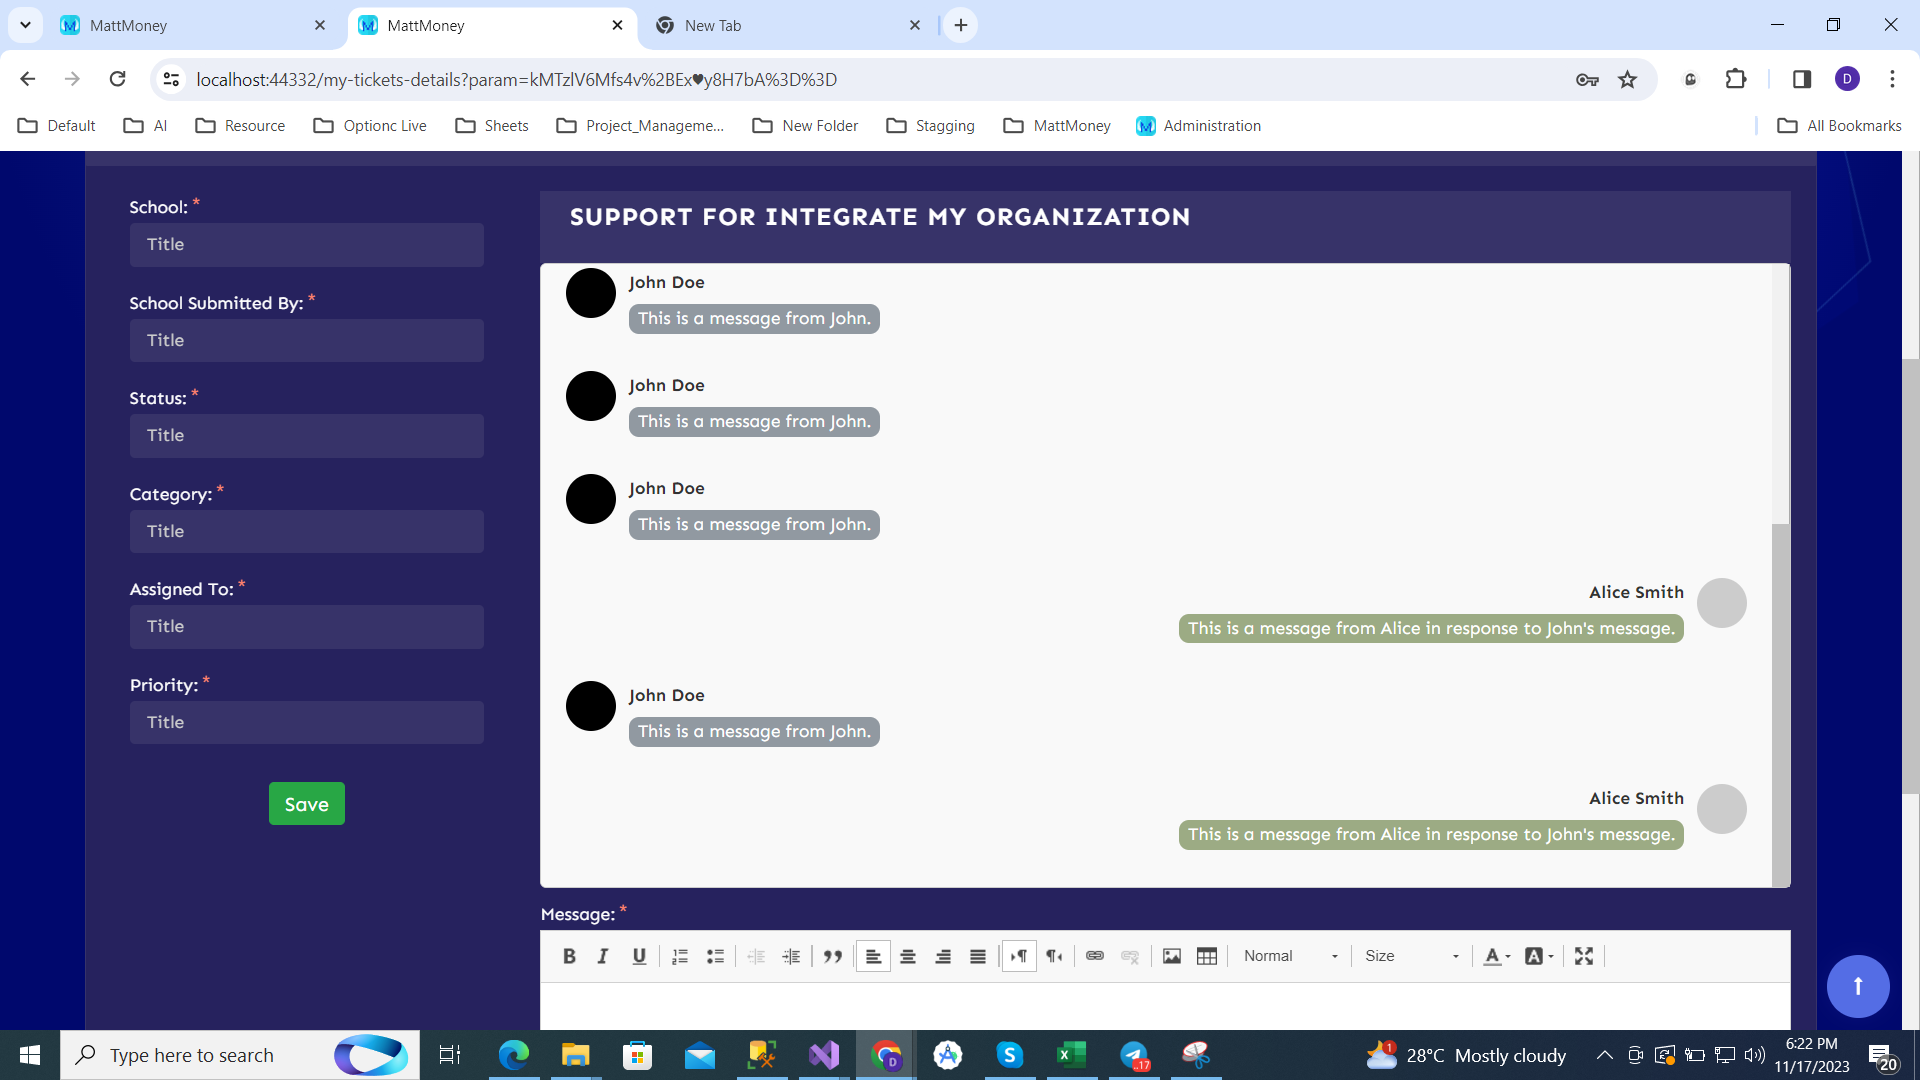 MattMoney
MattMoney
New Tab
localhost:44332/my-tickets-details?param=kMTzlV6Mfs4v%2BEx♥y8H7bA%3D%3D
D
Default
AI
Resource
Optionc Live
Sheets
Project_Manageme...
New Folder
Stagging
MattMoney
Administration
All Bookmarks
School: *
Title
School Submitted By: *
Title
Status: *
Title
Category: *
Title
Assigned To: *
Title
Priority: *
Title
Save
SUPPORT FOR INTEGRATE MY ORGANIZATION
John Doe
This is a message from John.
John Doe
This is a message from John.
John Doe
This is a message from John.
Alice Smith
This is a message from Alice in response to John's message.
John Doe
This is a message from John.
Alice Smith
This is a message from Alice in response to John's message.
Message: *
Normal
Size
Type here to search
28°C Mostly cloudy
6:22 PM
11/17/2023
20